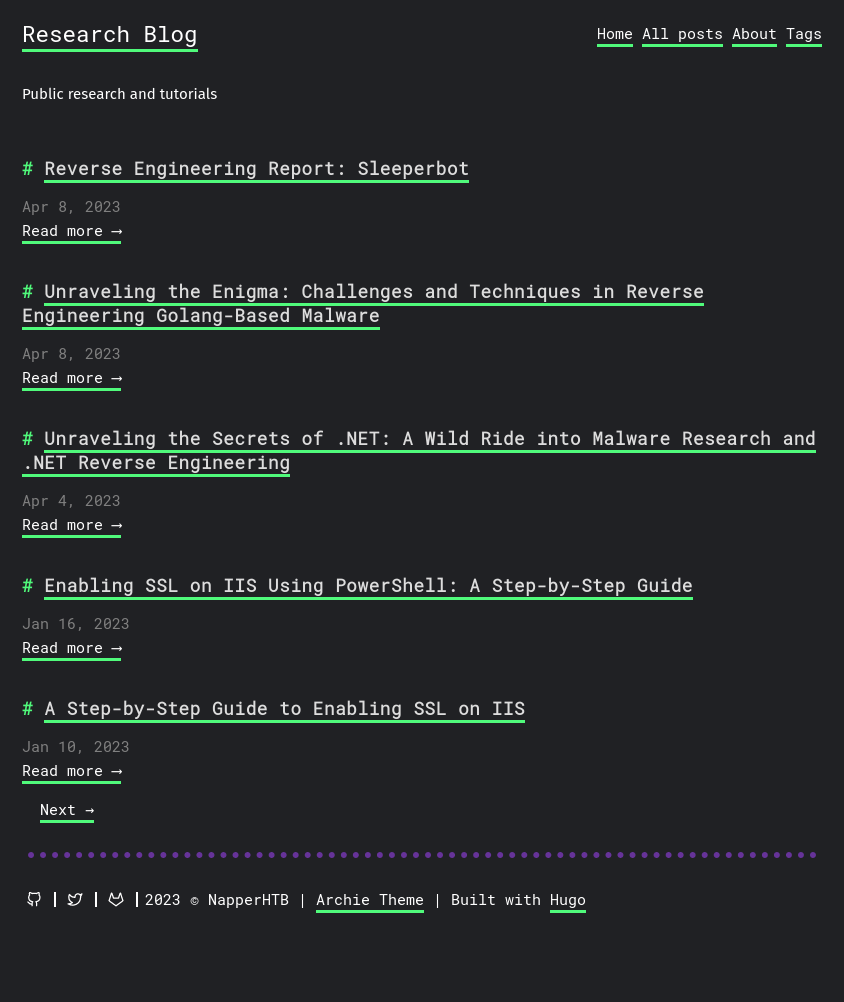 Research Blog
Home All posts About Tags
Public research and tutorials
# Reverse Engineering Report: Sleeperbot
Apr 8, 2023
Read more ⟶
# Unraveling the Enigma: Challenges and Techniques in Reverse
Engineering Golang-Based Malware
Apr 8, 2023
Read more ⟶
# Unraveling the Secrets of .NET: A Wild Ride into Malware Research and
.NET Reverse Engineering
Apr 4, 2023
Read more ⟶
# Enabling SSL on IIS Using PowerShell: A Step-by-Step Guide
Jan 16, 2023
Read more ⟶
# A Step-by-Step Guide to Enabling SSL on IIS
Jan 10, 2023
Read more ⟶
Next →
| | | 2023 © NapperHTB | Archie Theme | Built with Hugo